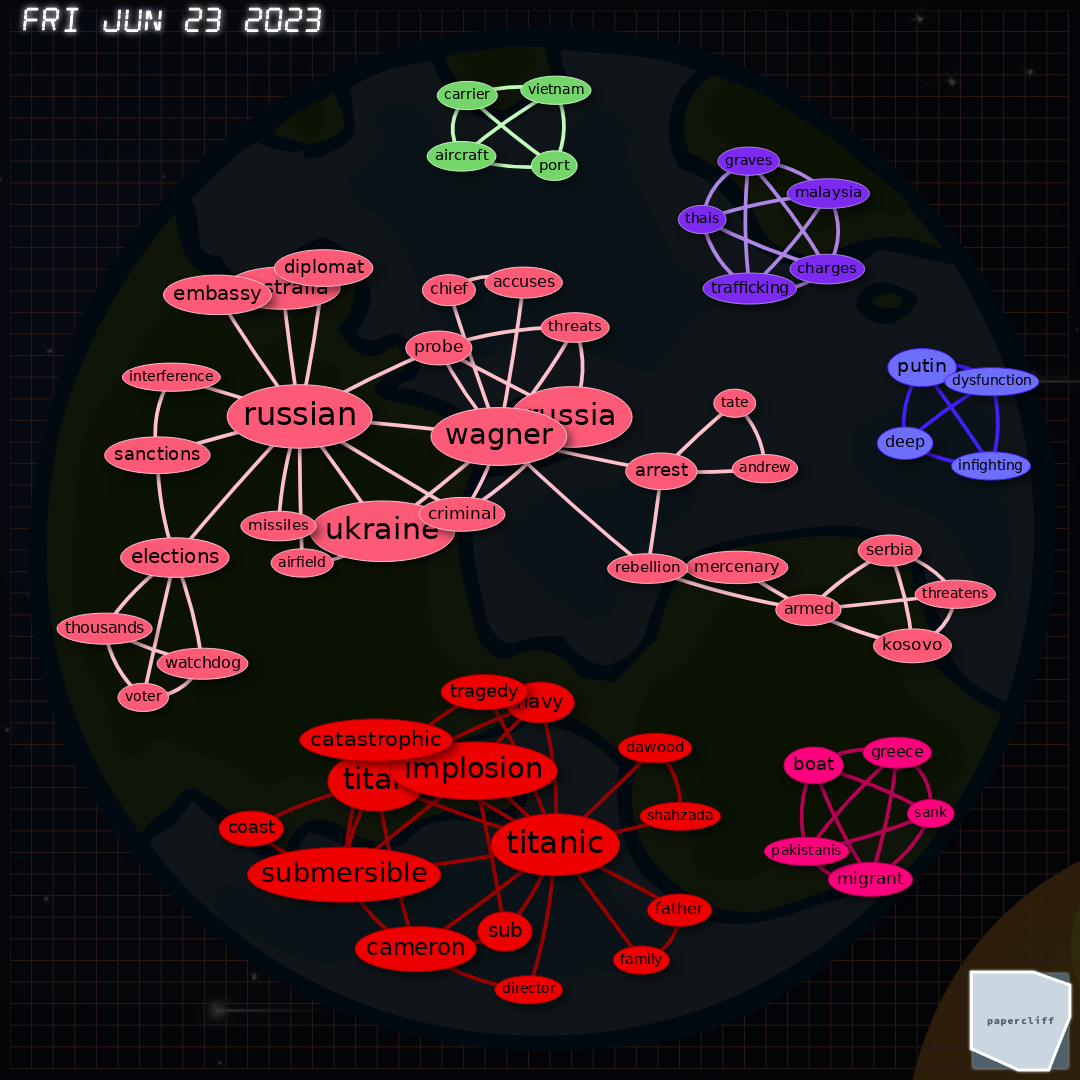 FRI JUN 23 2023
carrier
vietnam
aircraft
port
graves
malaysia
thais
charges
trafficking
diplomat
embassy
chief
accuses
threats
probe
interference
russian
russia
wagner
sanctions
putin
dysfunction
deep
infighting
tate
arrest
andrew
missiles
ukraine
criminal
airfield
elections
rebellion
mercenary
serbia
threatens
armed
kosovo
thousands
watchdog
voter
tragedy
navy
catastrophic
implosion
dawood
boat
greece
coast
titanic
shahzada
sank
pakistanis
submersible
migrant
father
sub
cameron
family
director
papercliff